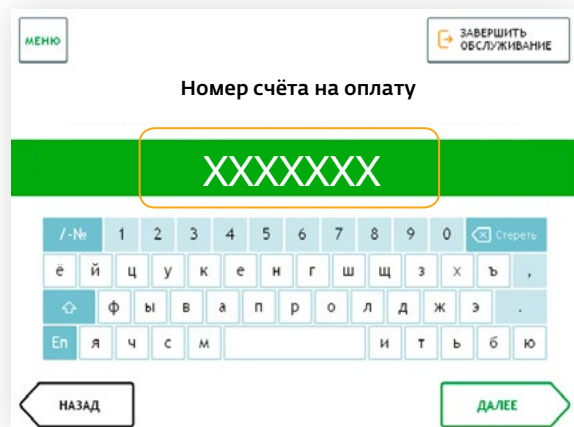 МЕНЮ
ЗАВЕРШИТЬ
ОБСЛУЖИВАНИЕ
Номер счёта на оплату
XXXXXXX
/-№ 1 2 3 4 5 6 7 8 9 0 Стереть
ё й ц у к е н г ш щ з х ъ ,
ф ы в а п р о л д ж э .
En я ч с м и т ь б ю
НАЗАД
ДАЛЕЕ